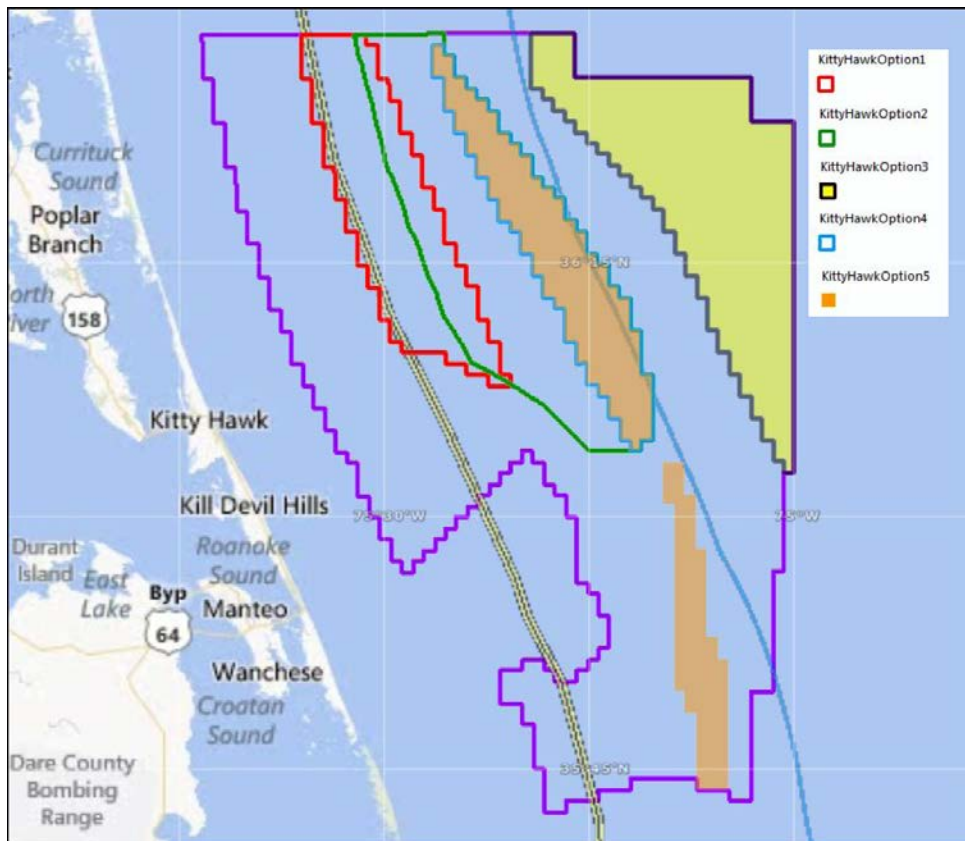 KittyHawkOption1
KittyHawkOption2
KittyHawkOption3
KittyHawkOption4
KittyHawkOption5
Currituck
Sound
Poplar
Branch
orth
River
158
36°15'N
Kitty Hawk
Kill Devil Hills
75°30'W
75°W
Durant
Island
East
Lake
Roanoke
Sound
Byp
64
Manteo
Wanchese
Croatan
Sound
Dare County
Bombing
Range
35°45'N